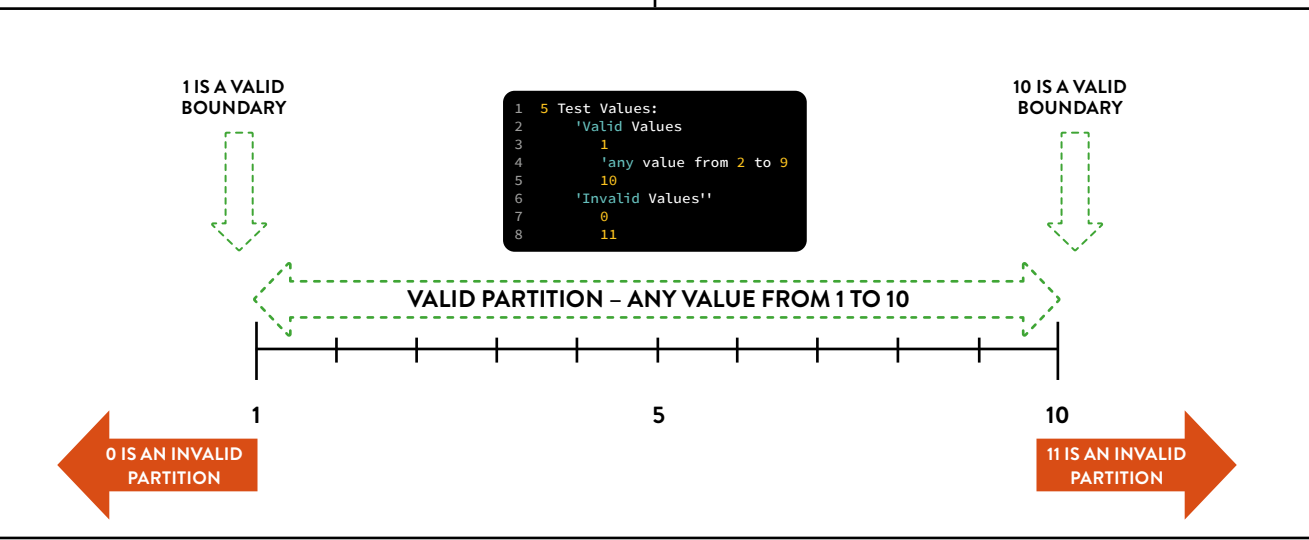 1 IS A VALID
BOUNDARY
10 IS A VALID
BOUNDARY
1 5 Test Values:
2 'Valid Values
3 1
4 'any value from 2 to 9
5 10
6 'Invalid Values''
7 0
8 11
VALID PARTITION – ANY VALUE FROM 1 TO 10
1 5 10
0 IS AN INVALID
PARTITION
11 IS AN INVALID
PARTITION